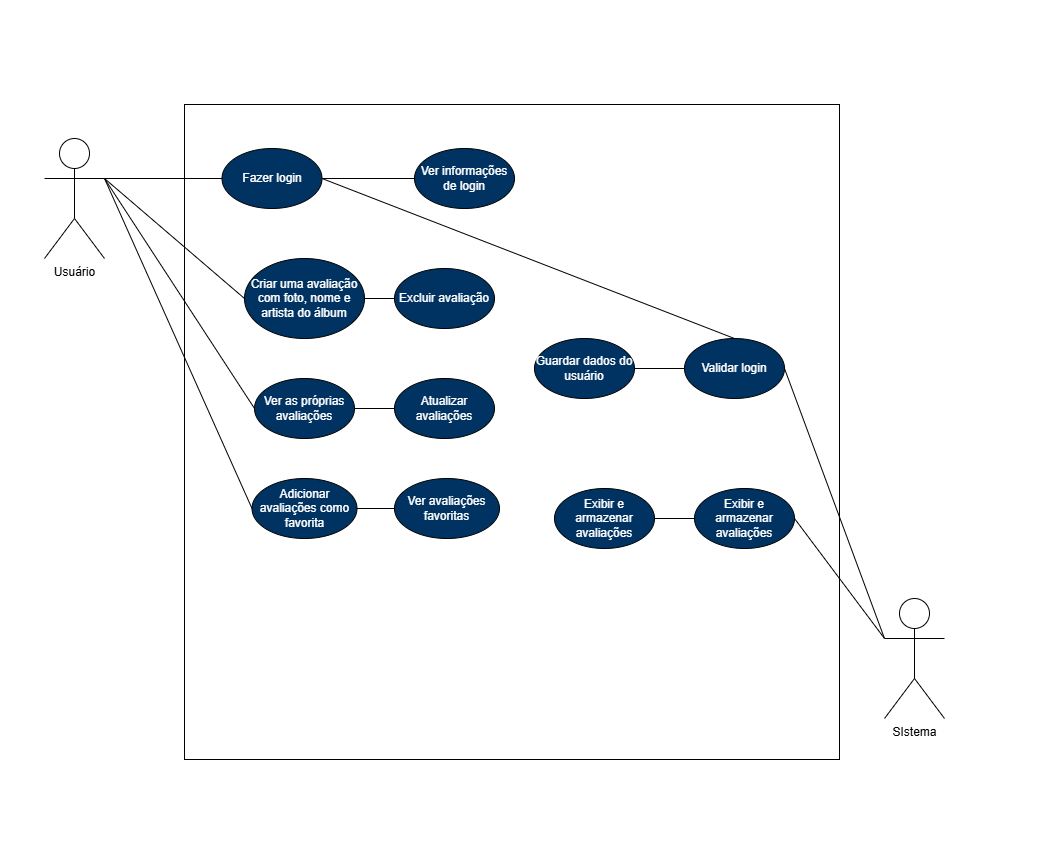 Fazer login
Ver informações
de login
Usuário
Criar uma avaliação
com foto, nome e
artista do álbum
Excluir avaliação
Guardar dados do
usuário
Validar login
Ver as próprias
avaliações
Atualizar
avaliações
Adicionar
avaliações como
favorita
Ver avaliações
favoritas
Exibir e
armazenar
avaliações
Exibir e
armazenar
avaliações
SIstema